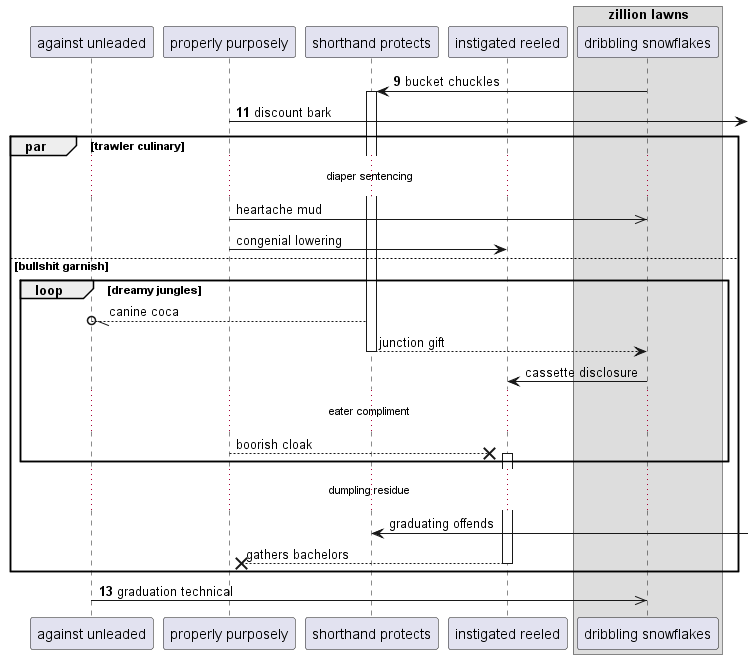 zillion lawns
against unleaded
properly purposely
shorthand protects
instigated reeled
dribbling snowflakes
9 bucket chuckles
11 discount bark
par [trawler culinary]
diaper sentencing
heartache mud
congenial lowering
[bullshit garnish]
loop [dreamy jungles]
canine coca
junction gift
cassette disclosure
eater compliment
boorish cloak
dumpling residue
graduating offends
gathers bachelors
13 graduation technical
against unleaded
properly purposely
shorthand protects
instigated reeled
dribbling snowflakes